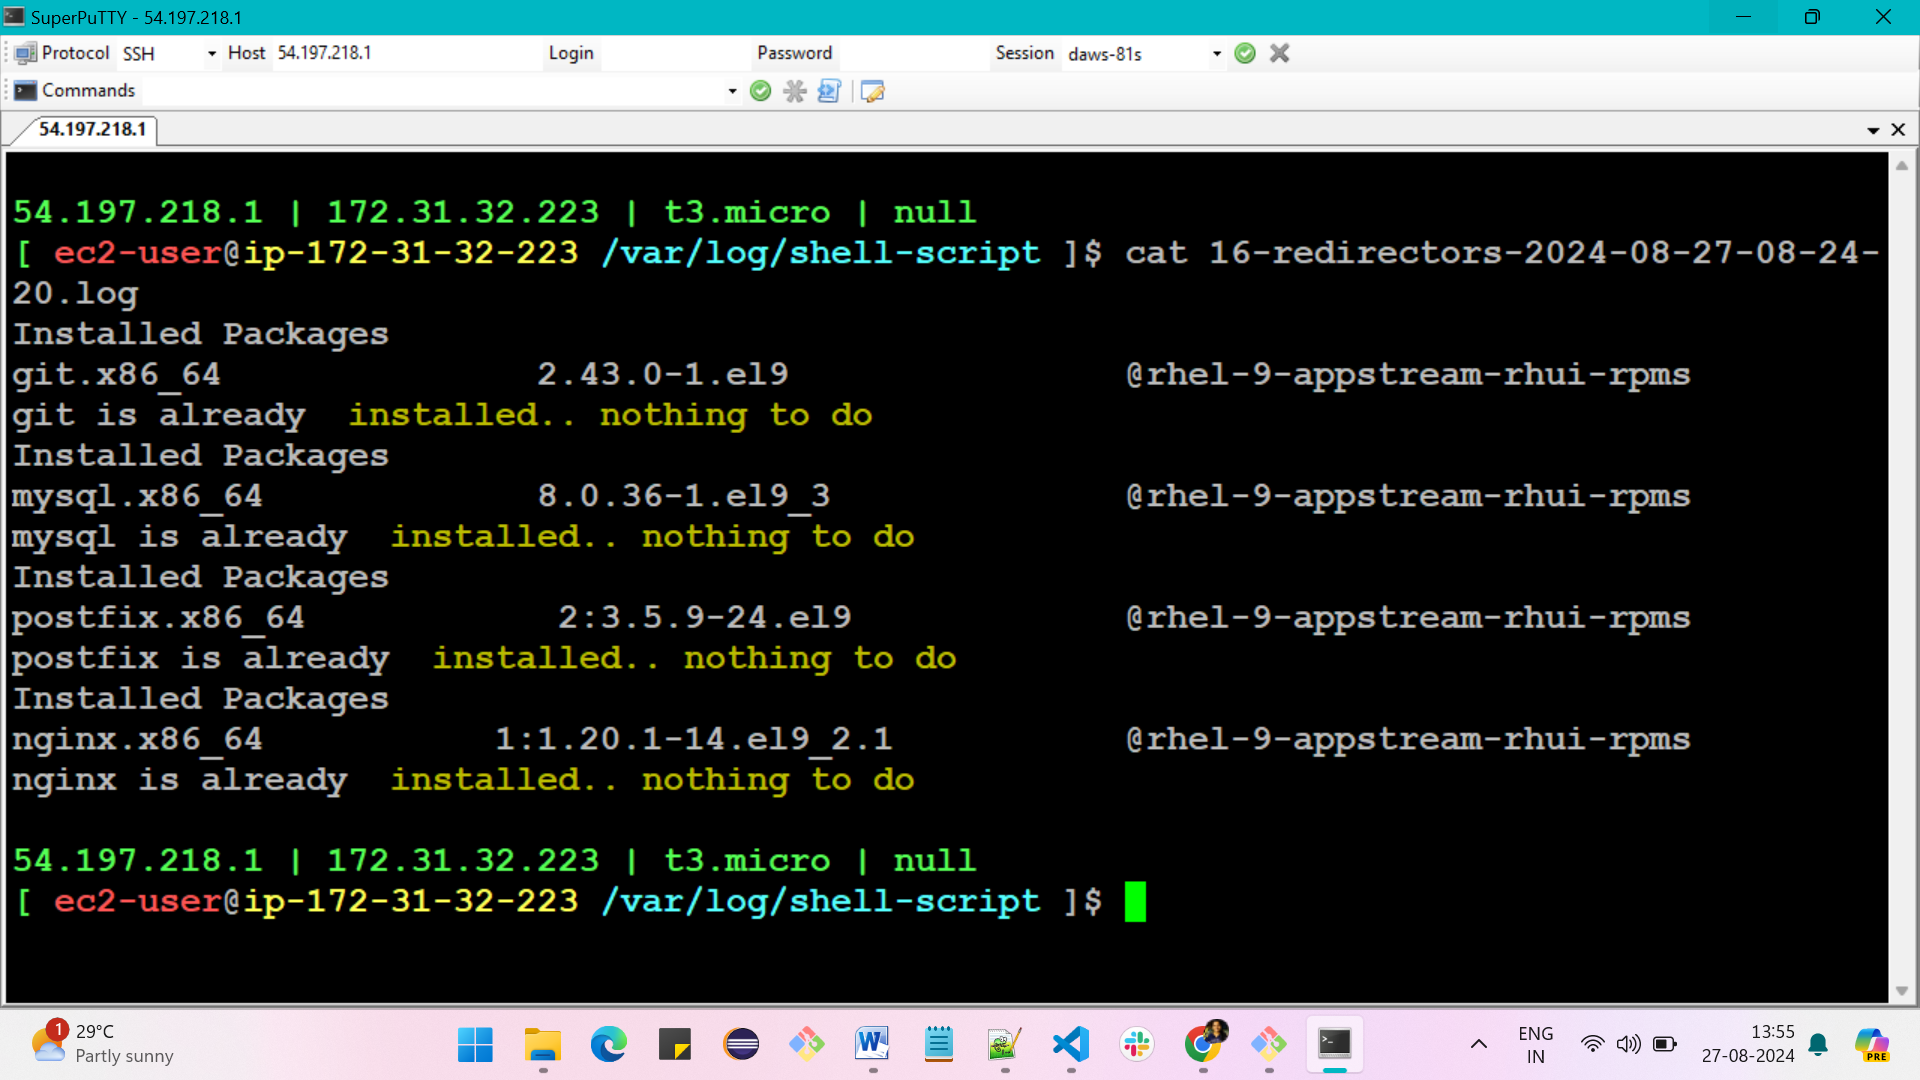 SuperPuTTY - 54.197.218.1
Protocol SSH Host 54.197.218.1 Login Password Session daws-81s
Commands
54.197.218.1
54.197.218.1 | 172.31.32.223 | t3.micro | null
[ ec2-user@ip-172-31-32-223 /var/log/shell-script ]$ cat 16-redirectors-2024-08-27-08-24-
20.log
Installed Packages
git.x86_64 2.43.0-1.el9 @rhel-9-appstream-rhui-rpms
git is already installed.. nothing to do
Installed Packages
mysql.x86_64 8.0.36-1.el9_3 @rhel-9-appstream-rhui-rpms
mysql is already installed.. nothing to do
Installed Packages
postfix.x86_64 2:3.5.9-24.el9 @rhel-9-appstream-rhui-rpms
postfix is already installed.. nothing to do
Installed Packages
nginx.x86_64 1:1.20.1-14.el9_2.1 @rhel-9-appstream-rhui-rpms
nginx is already installed.. nothing to do
54.197.218.1 | 172.31.32.223 | t3.micro | null
[ ec2-user@ip-172-31-32-223 /var/log/shell-script ]$
1 29°C ENG 13:55
Partly sunny IN 27-08-2024 PRE